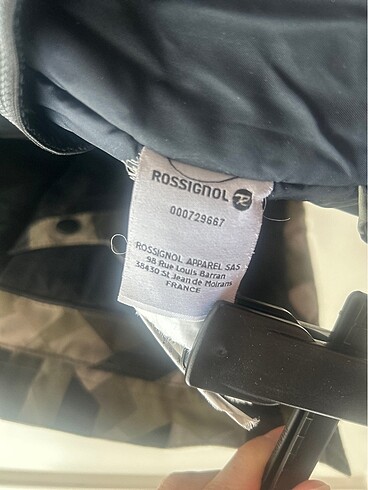 ROSSIGNOL
000729667
ROSSIGNOL APPAREL SAS
98 Rue Louis Barran
38430 St Jean de Moirans
FRANCE